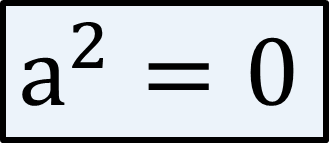 a² = 0